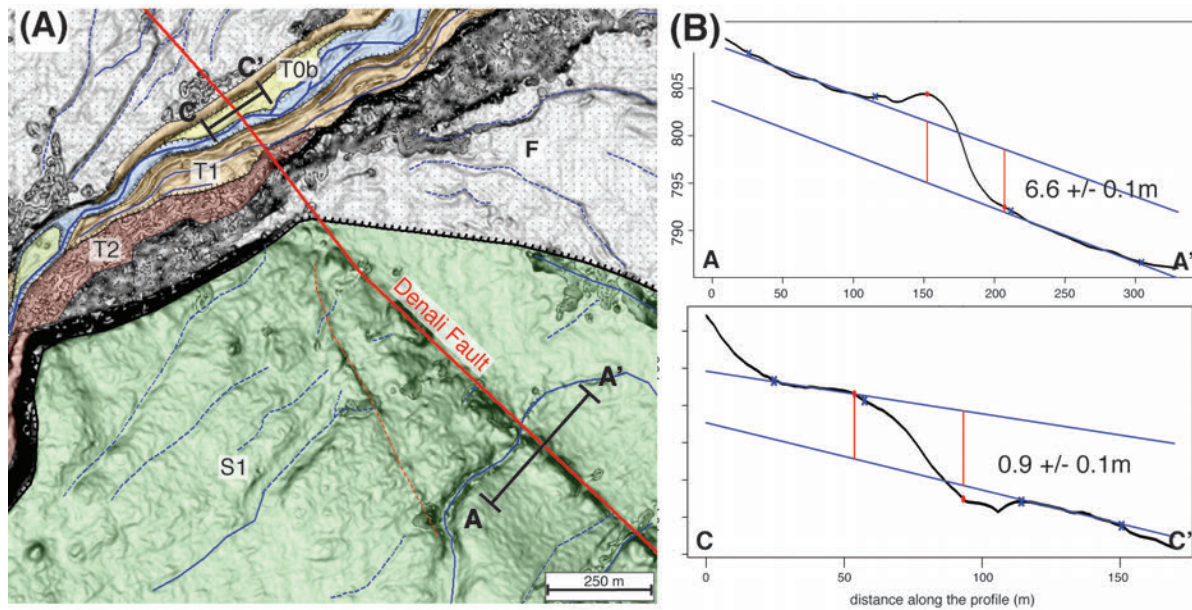 (A)
C'
T0b
C
T1
F
T2
Denali Fault
A'
S1
A
250 m
(B)
805
800
795
790
6.6 +/- 0.1m
A
A'
0
50
100
150
200
250
300
0.9 +/- 0.1m
C
C'
0
50
100
150
distance along the profile (m)